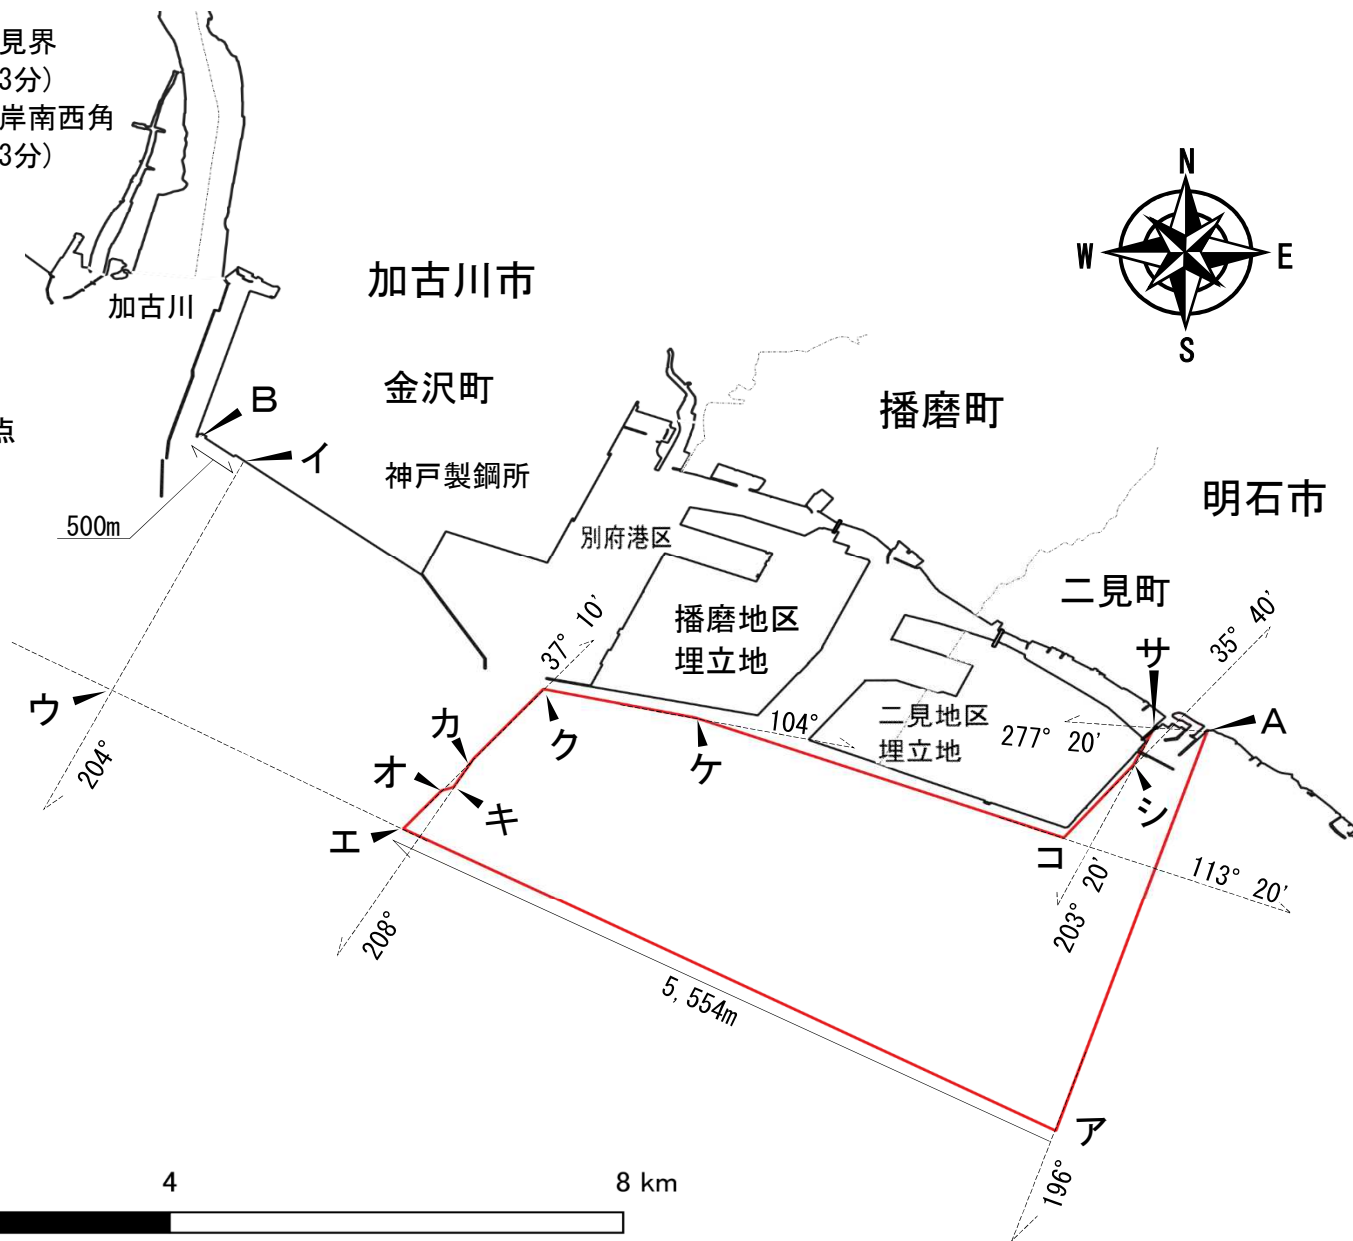 見界
3分)
岸南西角
3分)
N
W
E
S
加古川市
加古川
金沢町
B
点
イ
神戸製鋼所
500m
播磨町
明石市
別府港区
二見町
播磨地区
埋立地
37° 10'
35° 40'
サ
A
ウ
204°
カ
ク
ケ
104°
二見地区
埋立地
277° 20'
オ
キ
シ
エ
コ
113° 20'
203° 20'
208°
5,554m
ア
196°
4
8 km